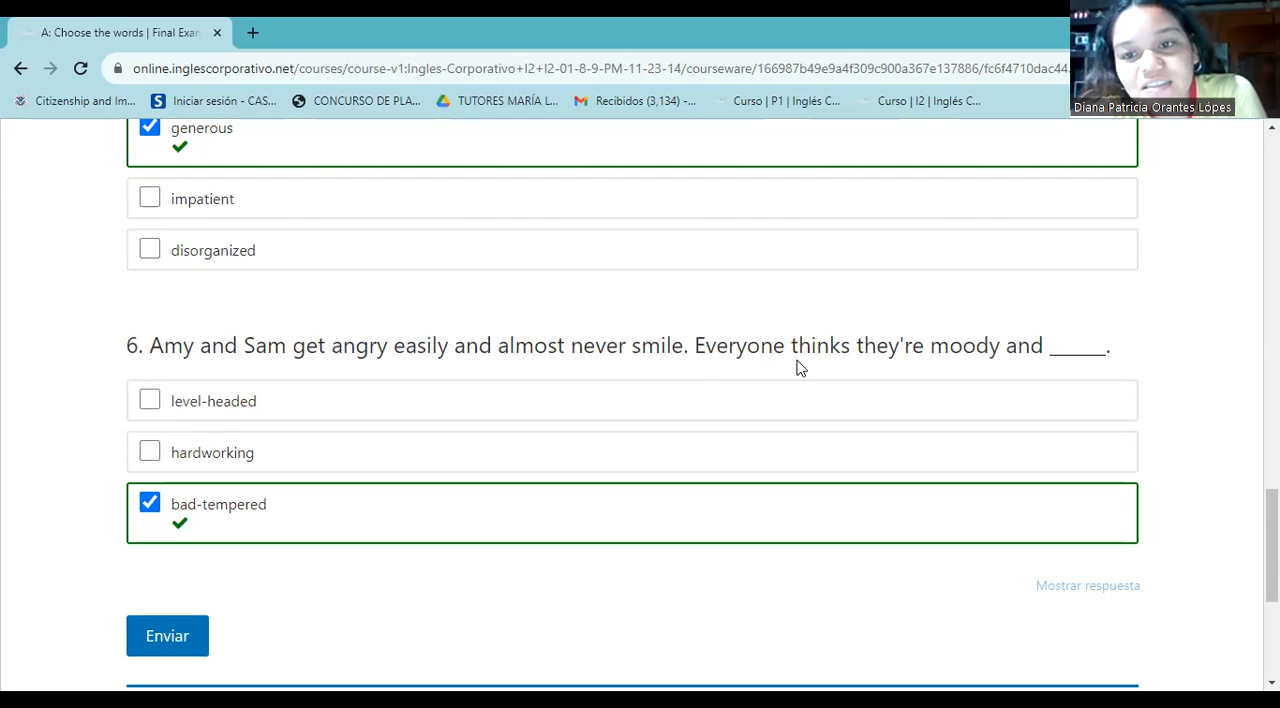 A: Choose the words | Final Exan
online.inglescorporativo.net/courses/course-v1:Ingles-Corporativo+I2+I2-01-8-9-PM-11-23-14/courseware/166987b49e9a4f309c900a367e137886/fc6f4710dac44.
Citizenship and Im... Iniciar sesión - CAS... CONCURSO DE PLA... TUTORES MARÍA L... Recibidos (3,134) -... Curso | P1 | Inglés C... Curso | I2 | Inglés C...
Diana Patricia Orantes Lópes
generous
impatient
disorganized
6. Amy and Sam get angry easily and almost never smile. Everyone thinks they're moody and _____.
level-headed
hardworking
bad-tempered
Mostrar respuesta
Enviar